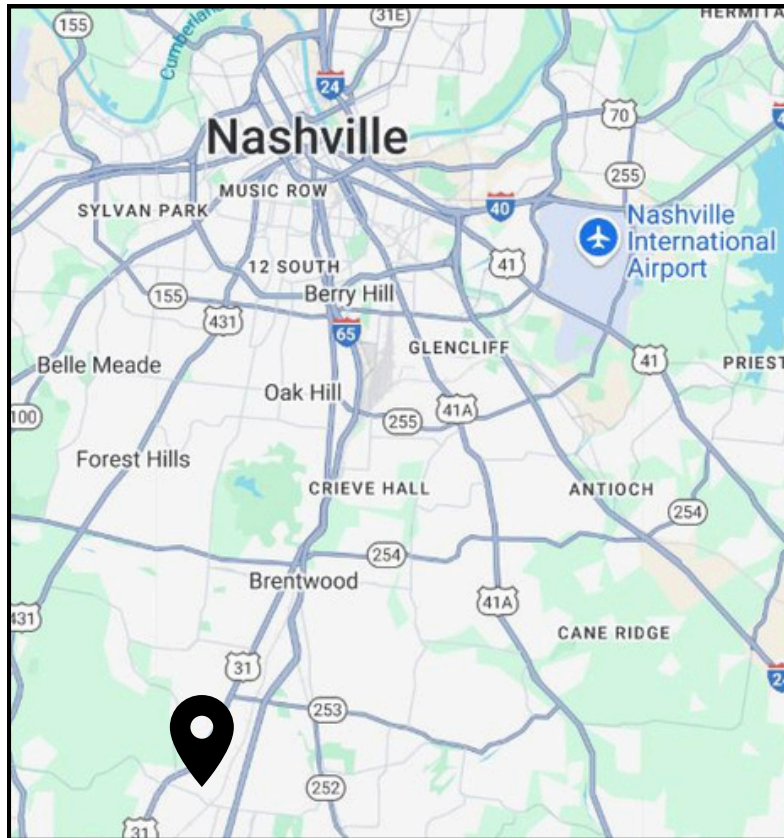 HERMITA
155
31E
Cumberland
24
Nashville
70
4
255
MUSIC ROW
SYLVAN PARK
40
Nashville
International
Airport
41
12 SOUTH
Berry Hill
155
431
65
GLENCLIFF
41
PRIEST
Belle Meade
Oak Hill
41A
100
255
Forest Hills
CRIEVE HALL
ANTIOCH
254
254
Brentwood
41A
431
CANE RIDGE
31
24
253
252
31